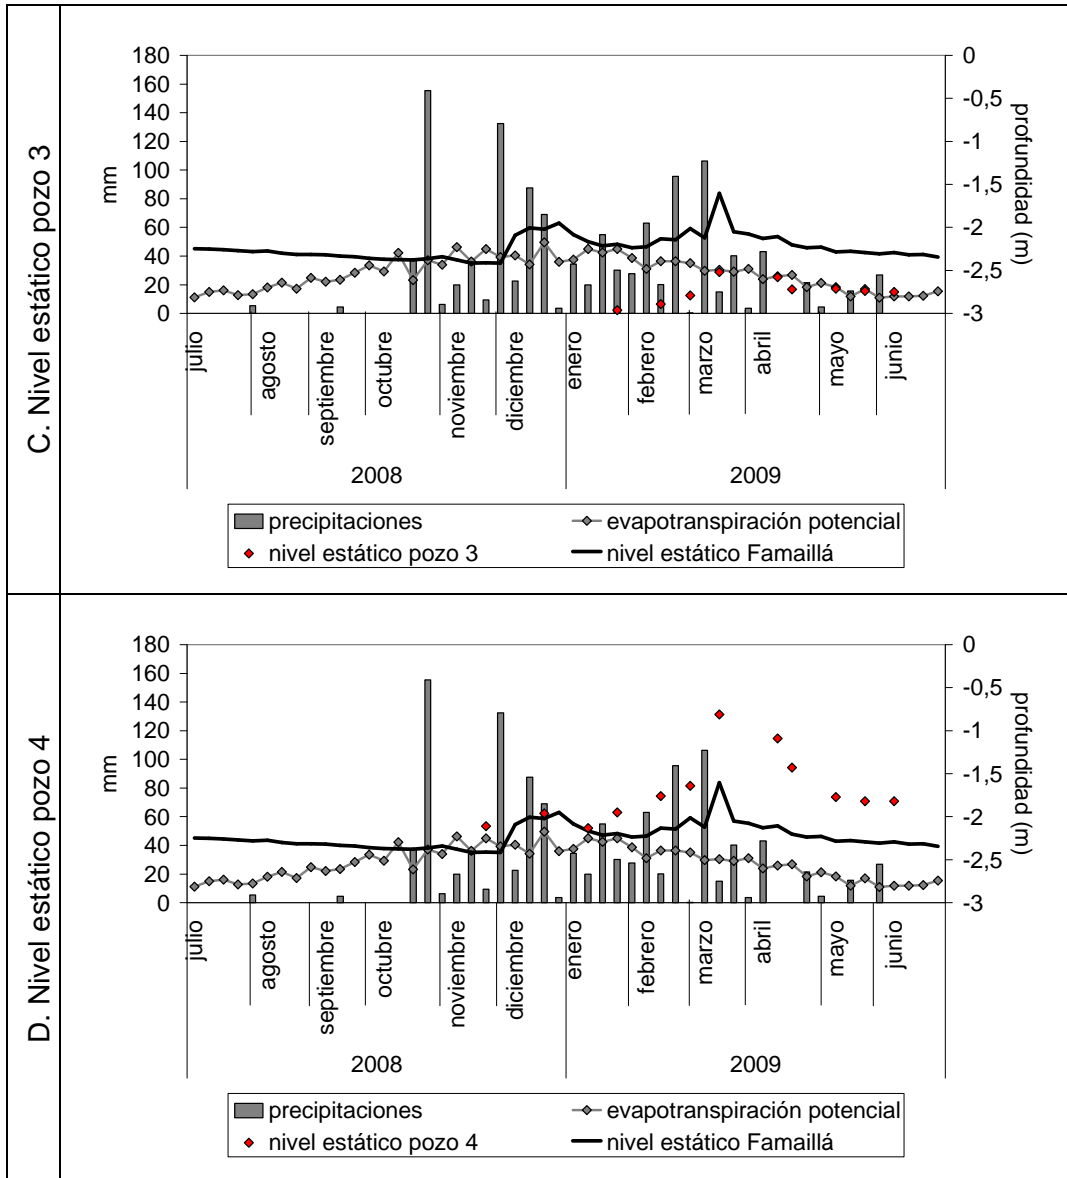 C. Nivel estático pozo 3
mm
180
160
140
120
100
80
60
40
20
0
0
-0,5
-1
-1,5
-2
-2,5
-3
profundidad (m)
julio
agosto
septiembre
octubre
noviembre
diciembre
enero
febrero
marzo
abril
mayo
junio
2008
2009
precipitaciones
evapotranspiración potencial
nivel estático pozo 3
nivel estático Famaillá
D. Nivel estático pozo 4
mm
180
160
140
120
100
80
60
40
20
0
0
-0,5
-1
-1,5
-2
-2,5
-3
profundidad (m)
julio
agosto
septiembre
octubre
noviembre
diciembre
enero
febrero
marzo
abril
mayo
junio
2008
2009
precipitaciones
evapotranspiración potencial
nivel estático pozo 4
nivel estático Famaillá